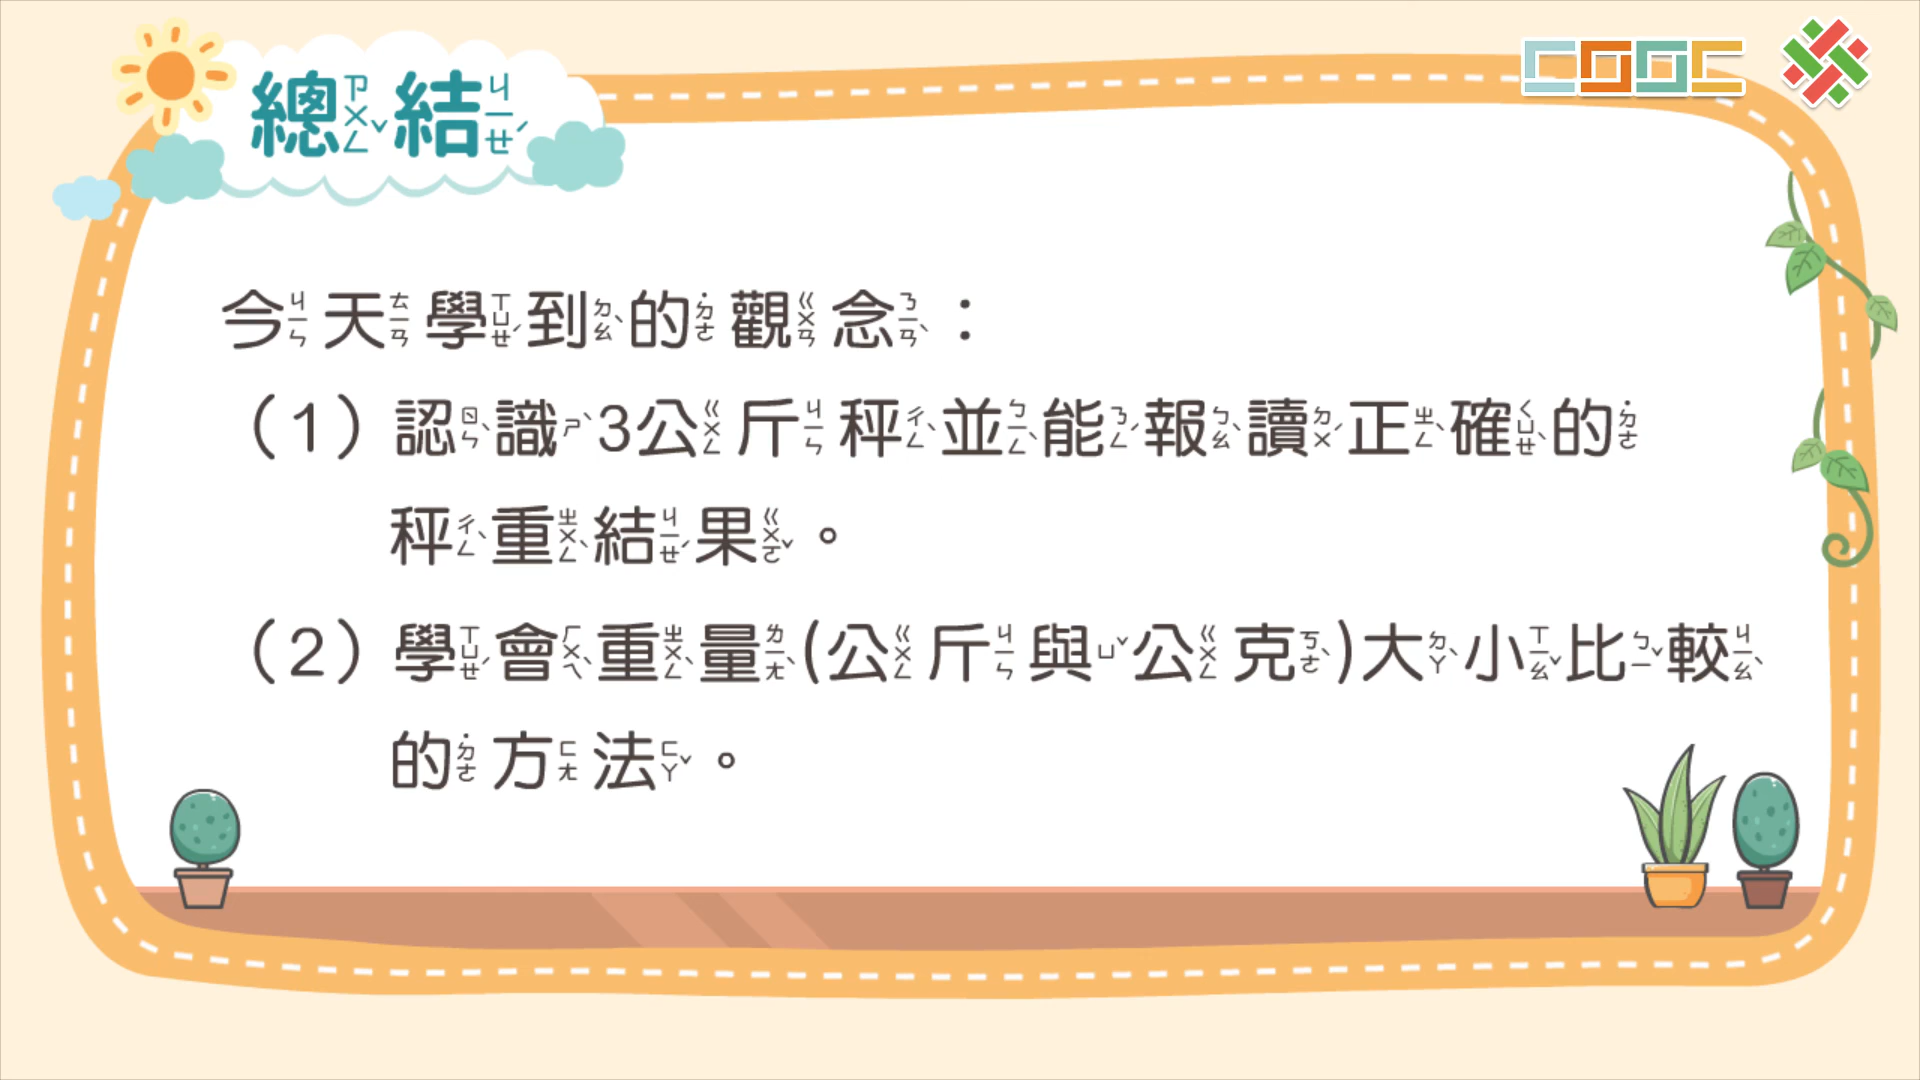 總結
今天學到的觀念：
（1）認識3公斤秤並能報讀正確的
秤重結果。
（2）學會重量(公斤與公克)大小比較
的方法。